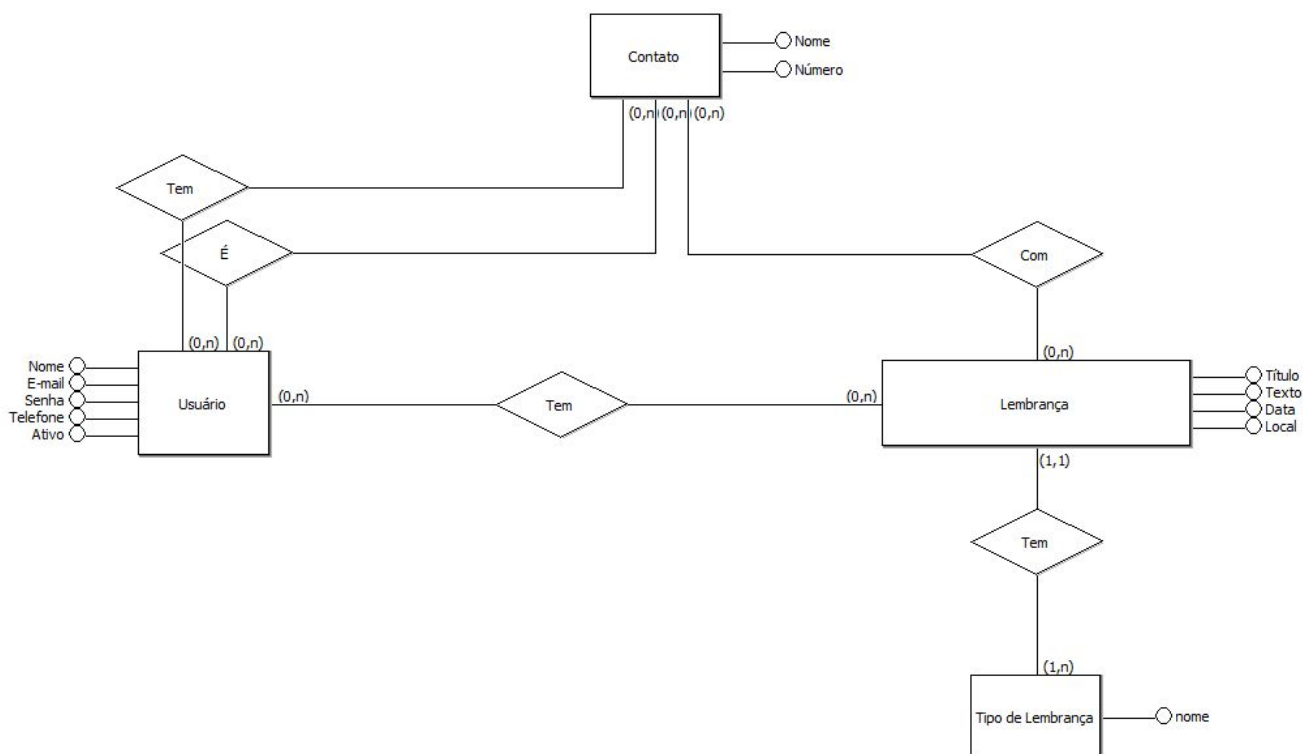 Contato
Nome
Número
(0,n) (0,n) (0,n)
Tem
É
Com
(0,n) (0,n)
(0,n)
Nome
E-mail
Senha
Telefone
Ativo
Usuário
(0,n)
Tem
(0,n)
Lembrança
Título
Texto
Data
Local
(1,1)
Tem
(1,n)
Tipo de Lembrança
nome